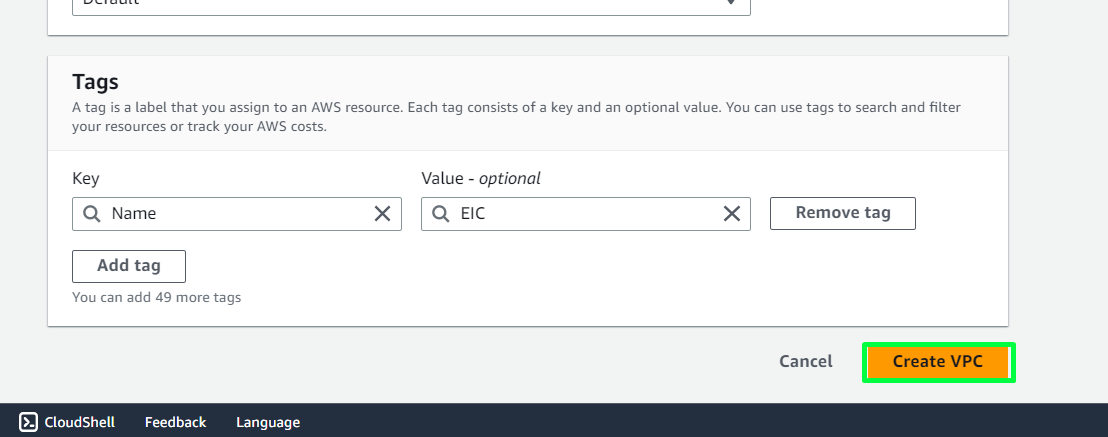 Default
Tags
A tag is a label that you assign to an AWS resource. Each tag consists of a key and an optional value. You can use tags to search and filter
your resources or track your AWS costs.
Key Value - optional
Name EIC Remove tag
Add tag
You can add 49 more tags
Cancel Create VPC
CloudShell Feedback Language